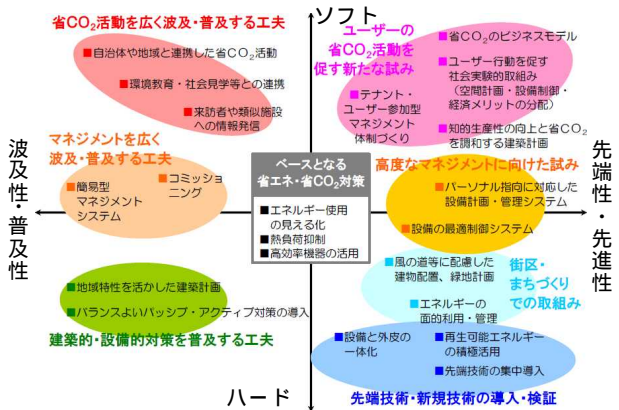 ソフト
省CO2活動を広く波及・普及する工夫
■自治体や地域と連携した省CO2活動
■環境教育・社会見学等との連携
■来訪者や類似施設
への情報発信
ユーザーの
省CO2活動を
促す新たな試み
■省CO2のビジネスモデル
■ユーザー行動を促す
社会実験的取組み
(空間計画・設備制御・
経済メリットの分配)
■テナント・
ユーザー参加型
マネジメント
体制づくり
■知的生産性の向上と省CO2
を調和する建築計画
波及性・普及性
マネジメントを広く
波及・普及する工夫
■簡易型
マネジメント
システム
■コミッショ
ニング
ベースとなる
省エネ・省CO2対策
■エネルギー使用
の見える化
■熱負荷抑制
■高効率機器の活用
高度なマネジメントに向けた試み
■パーソナル指向に対応した
設備計画・管理システム
■設備の最適制御システム
先端性・先進性
■地域特性を活かした建築計画
■バランスよいパッシブ・アクティブ対策の導入
建築的・設備的対策を普及する工夫
■風の道等に配慮した
建物配置、緑地計画
■エネルギーの
面的利用・管理
街区・
まちづくり
での取組み
■設備と外皮の
一体化
■再生可能エネルギー
の積極活用
■先端技術の集中導入
先端技術・新規技術の導入・検証
ハード